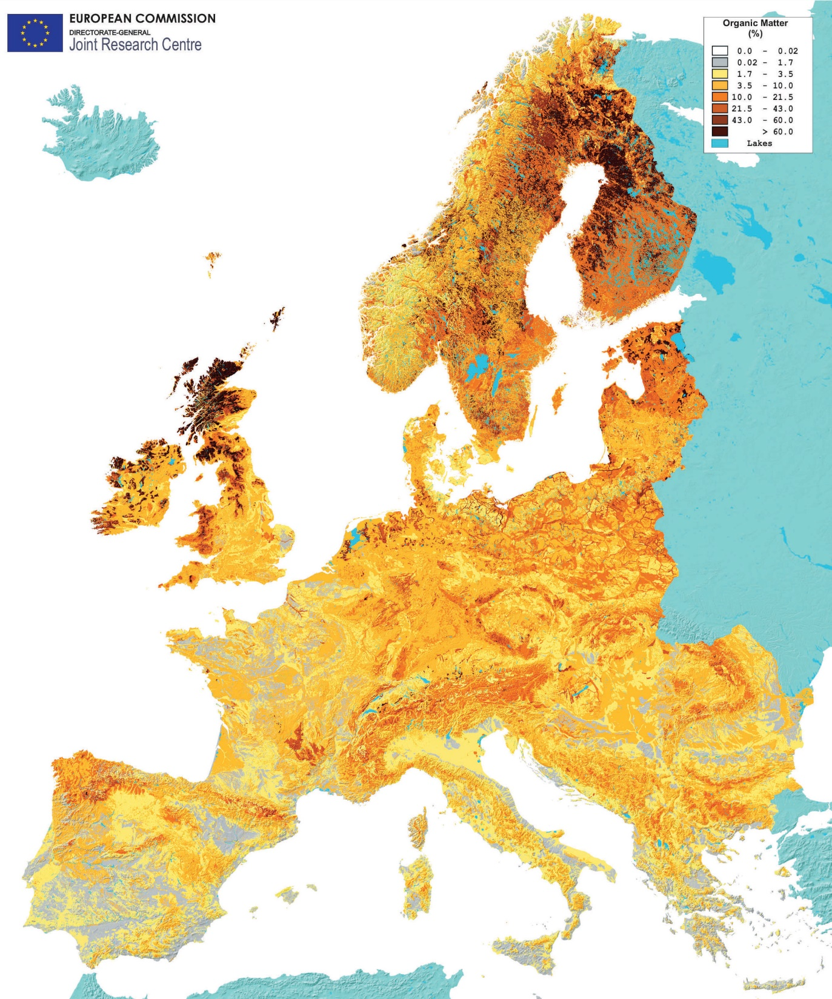 EUROPEAN COMMISSION
DIRECTORATE-GENERAL
Joint Research Centre
Organic Matter
(%)
0.0 - 0.02
0.02 - 1.7
1.7 - 3.5
3.5 - 10.0
10.0 - 21.5
21.5 - 43.0
43.0 - 60.0
> 60.0
Lakes